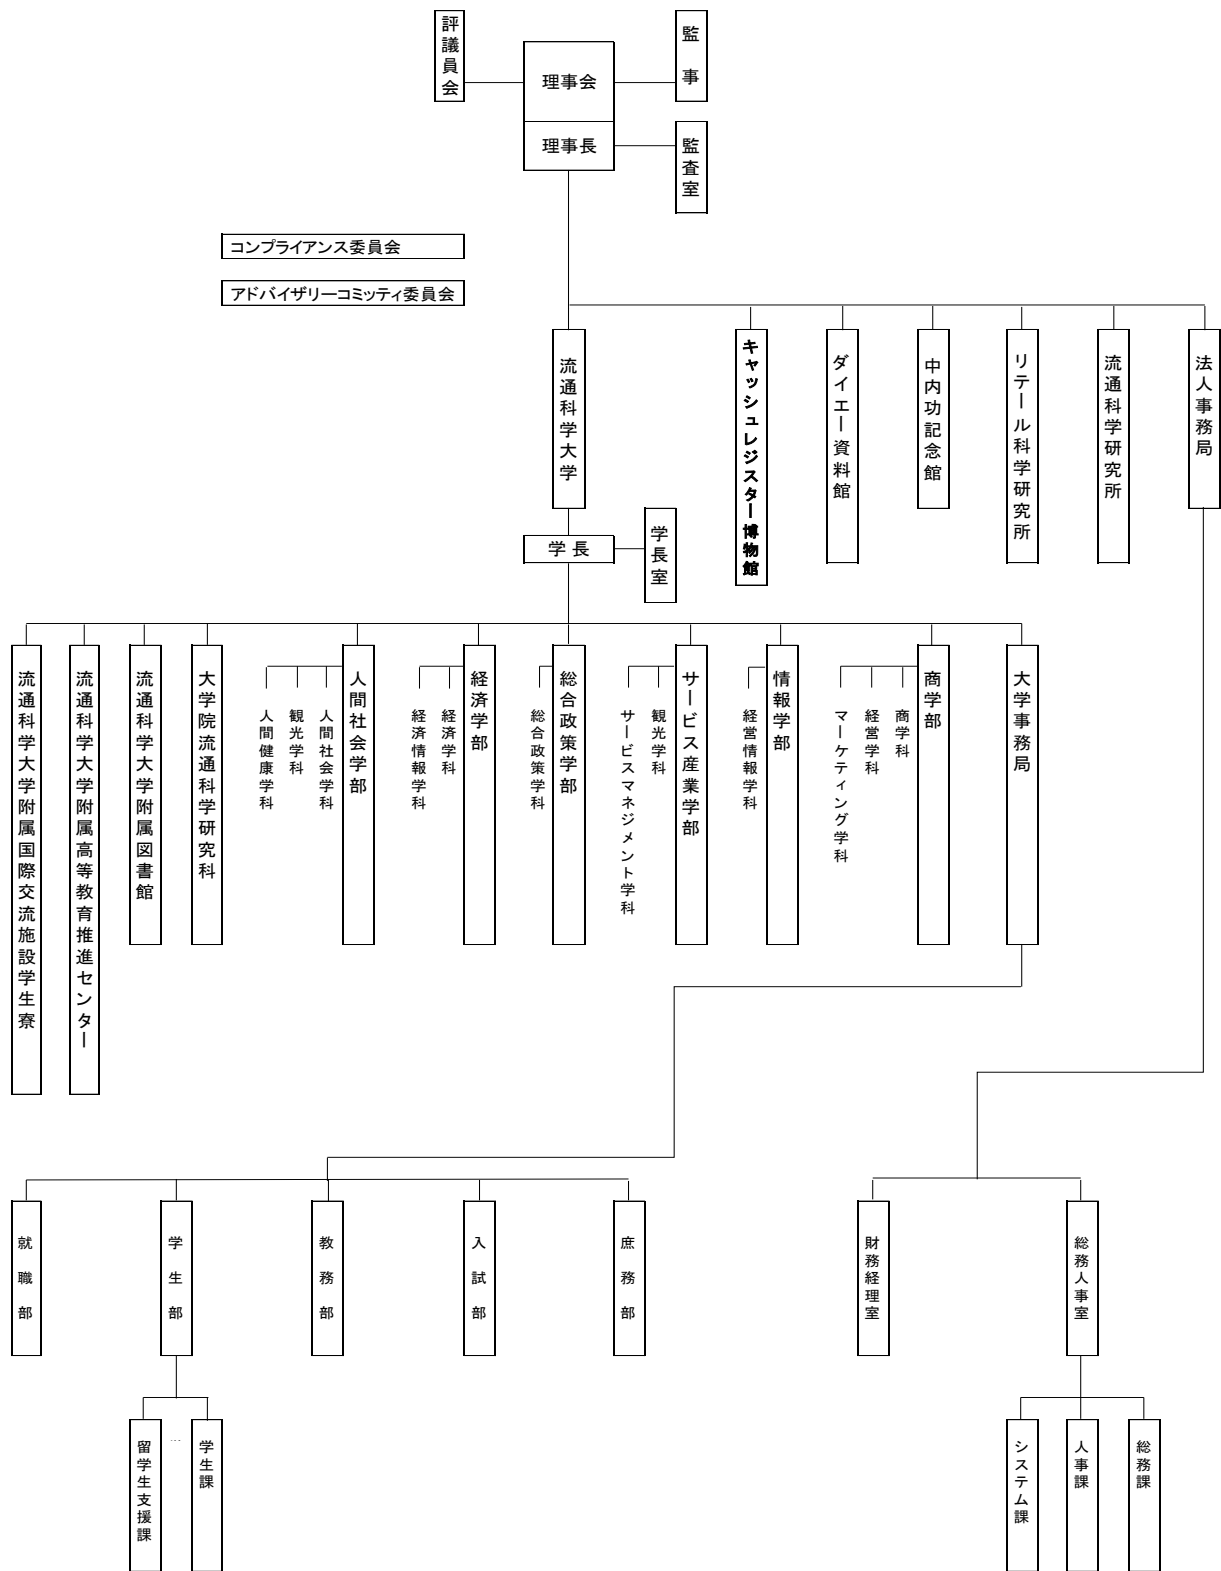 評議員会
理事会
監事
理事長
監査室
コンプライアンス委員会
アドバイザリーコミッティ委員会
流通科学大学
キャッシュレジスター博物館
ダイエー資料館
中内功記念館
リテール科学研究所
流通科学研究所
法人事務局
学長
学長室
流通科学大学附属国際交流施設学生寮
流通科学大学附属高等教育推進センター
流通科学大学附属図書館
大学院流通科学研究科
人間健康学科
観光学科
人間社会学科
人間社会学部
経済情報学科
経済学科
経済学部
総合政策学科
総合政策学部
サービスマネジメント学科
観光学科
サービス産業学部
経営情報学科
情報学部
マーケティング学科
経営学科
商学科
商学部
大学事務局
就職部
学生部
教務部
入試部
庶務部
財務経理室
総務人事室
留学生支援課
…
学生課
システム課
人事課
総務課